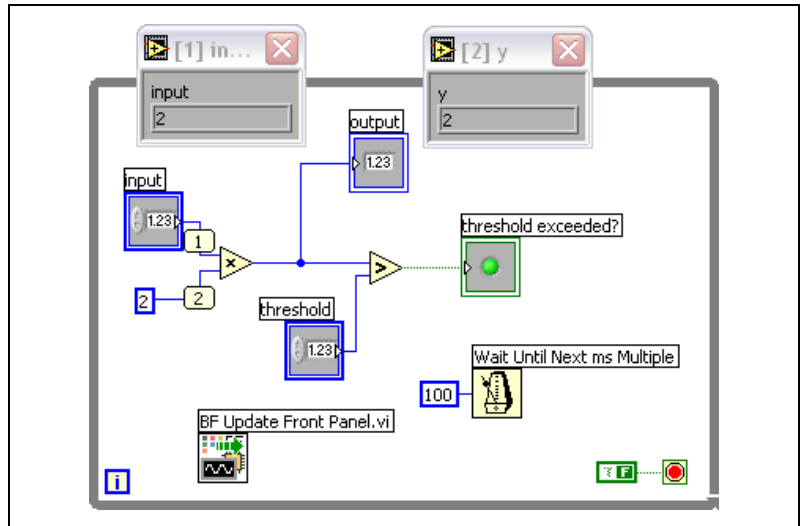 [1] in...
[2] y
input
2
y
2
output
1.23
input
1.23
1
threshold exceeded?
2
2
threshold
1.23
Wait Until Next ms Multiple
100
BF Update Front Panel.vi
i
F